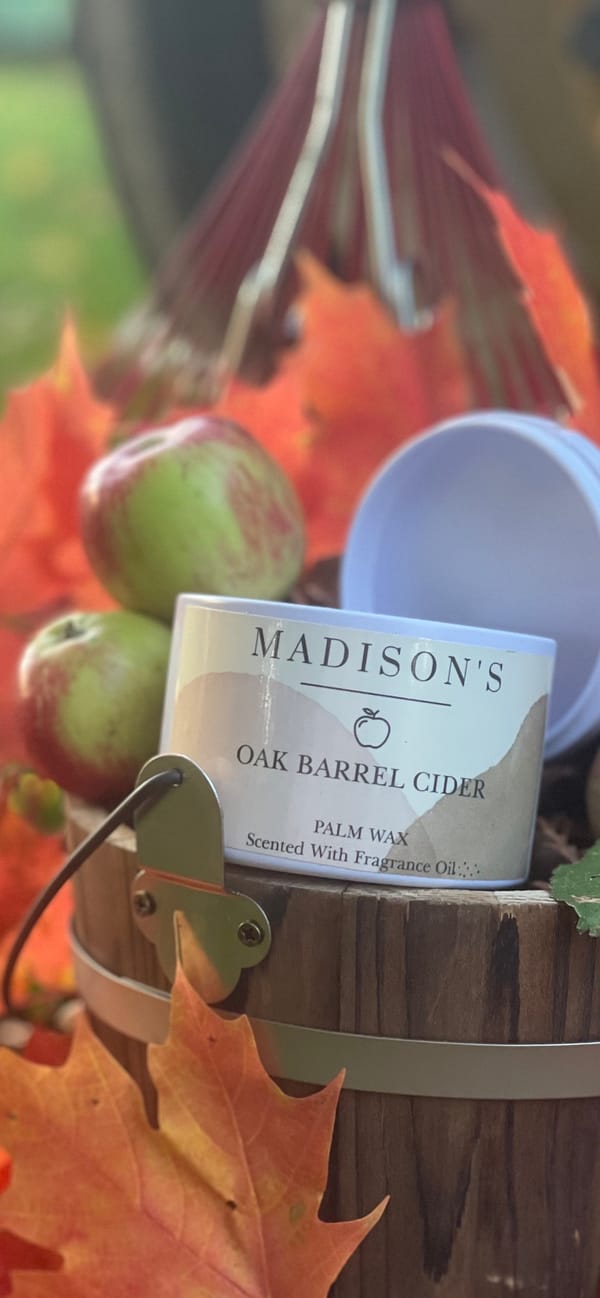 MADISON'S
OAK BARREL CIDER
PALM WAX
Scented With Fragrance Oil